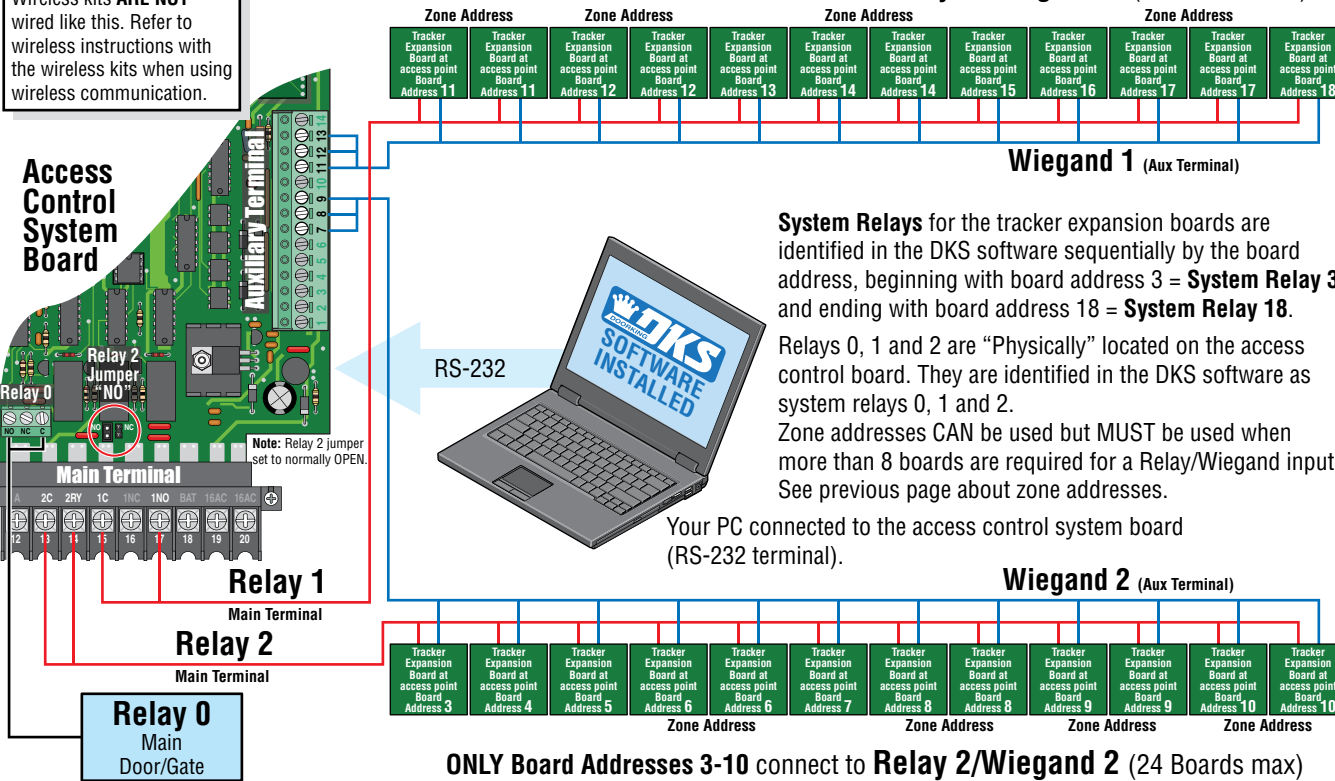 Wireless kits ARE NOT
wired like this. Refer to
wireless instructions with
the wireless kits when using
wireless communication.
Zone Address
Zone Address
Zone Address
Zone Address
Tracker Expansion Board at access point Board Address 11
Tracker Expansion Board at access point Board Address 11
Tracker Expansion Board at access point Board Address 12
Tracker Expansion Board at access point Board Address 12
Tracker Expansion Board at access point Board Address 13
Tracker Expansion Board at access point Board Address 14
Tracker Expansion Board at access point Board Address 14
Tracker Expansion Board at access point Board Address 15
Tracker Expansion Board at access point Board Address 16
Tracker Expansion Board at access point Board Address 17
Tracker Expansion Board at access point Board Address 17
Tracker Expansion Board at access point Board Address 18
Wiegand 1 (Aux Terminal)
Access
Control
System
Board
Auxiliary Terminal
14
13
12
11
10
9
8
7
6
5
4
3
2
1
System Relays for the tracker expansion boards are
identified in the DKS software sequentially by the board
address, beginning with board address 3 = System Relay 3
and ending with board address 18 = System Relay 18.
Relays 0, 1 and 2 are “Physically” located on the access
control board. They are identified in the DKS software as
system relays 0, 1 and 2.
Zone addresses CAN be used but MUST be used when
more than 8 boards are required for a Relay/Wiegand input
See previous page about zone addresses.
RS-232
DOORKING
DKS
SOFTWARE
INSTALLED
Your PC connected to the access control system board
(RS-232 terminal).
Relay 2
Jumper
“NO”
Relay 0
NO NC C
NO NC
Note: Relay 2 jumper
set to normally OPEN.
Main Terminal
A 2C 2RY 1C 1NC 1NO BAT 16AC 16AC
12 13 14 15 16 17 18 19 20
Relay 1
Main Terminal
Relay 2
Main Terminal
Relay 0
Main
Door/Gate
Wiegand 2 (Aux Terminal)
Tracker Expansion Board at access point Board Address 3
Tracker Expansion Board at access point Board Address 4
Tracker Expansion Board at access point Board Address 5
Tracker Expansion Board at access point Board Address 6
Tracker Expansion Board at access point Board Address 6
Tracker Expansion Board at access point Board Address 7
Tracker Expansion Board at access point Board Address 8
Tracker Expansion Board at access point Board Address 8
Tracker Expansion Board at access point Board Address 9
Tracker Expansion Board at access point Board Address 9
Tracker Expansion Board at access point Board Address 10
Tracker Expansion Board at access point Board Address 10
Zone Address
Zone Address
Zone Address
Zone Address
ONLY Board Addresses 3-10 connect to Relay 2/Wiegand 2 (24 Boards max)